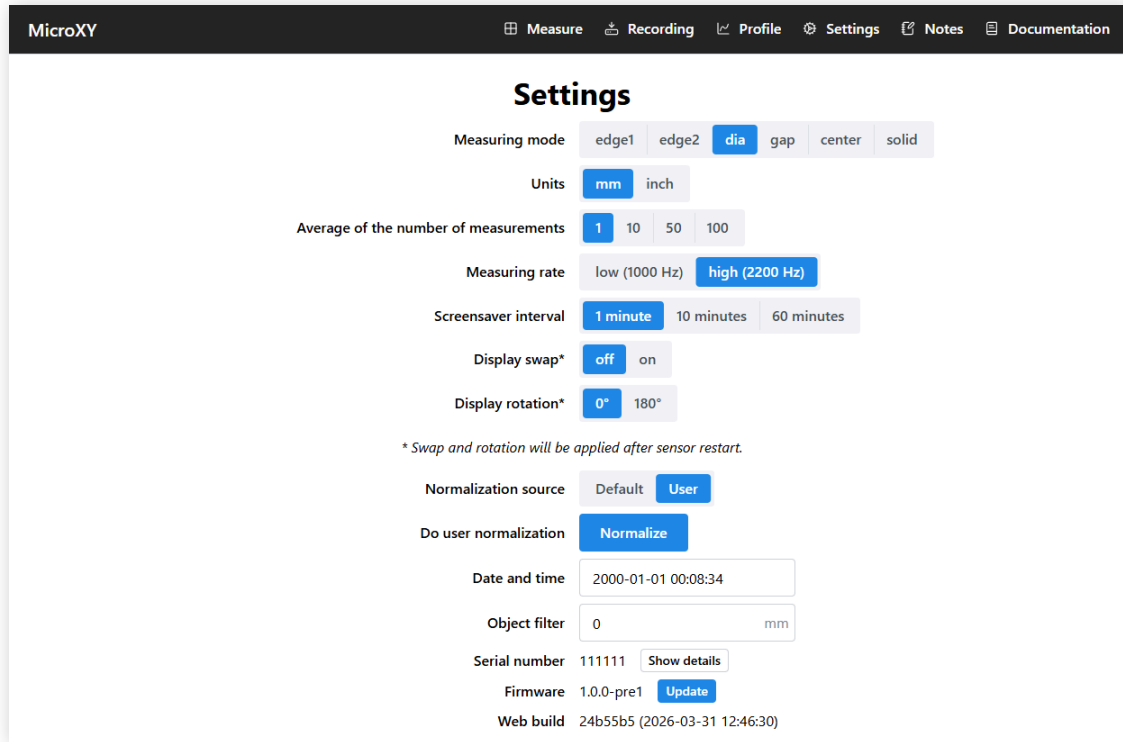 MicroXY Measure Recording Profile Settings Notes Documentation
Settings
Measuring mode edge1 edge2 dia gap center solid
Units mm inch
Average of the number of measurements 1 10 50 100
Measuring rate low (1000 Hz) high (2200 Hz)
Screensaver interval 1 minute 10 minutes 60 minutes
Display swap* off on
Display rotation* 0° 180°
* Swap and rotation will be applied after sensor restart.
Normalization source Default User
Do user normalization Normalize
Date and time 2000-01-01 00:08:34
Object filter 0 mm
Serial number 111111 Show details
Firmware 1.0.0-pre1 Update
Web build 24b55b5 (2026-03-31 12:46:30)